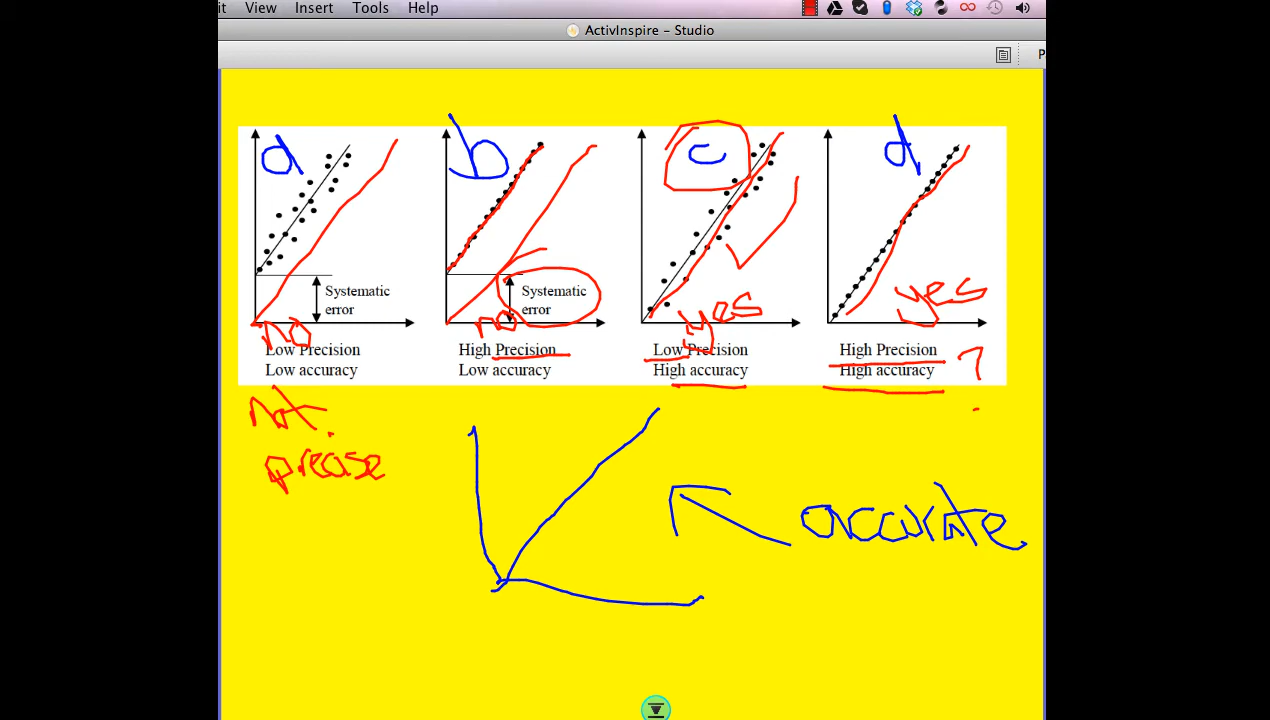 it View Insert Tools Help
ActivInspire – Studio
P
d
b
c
d
Systematic
error
Systematic
error
no
no
yes
yes
Low Precision
Low accuracy
High Precision
Low accuracy
Low Precision
High accuracy
High Precision
High accuracy
?
Not
precise
accurate